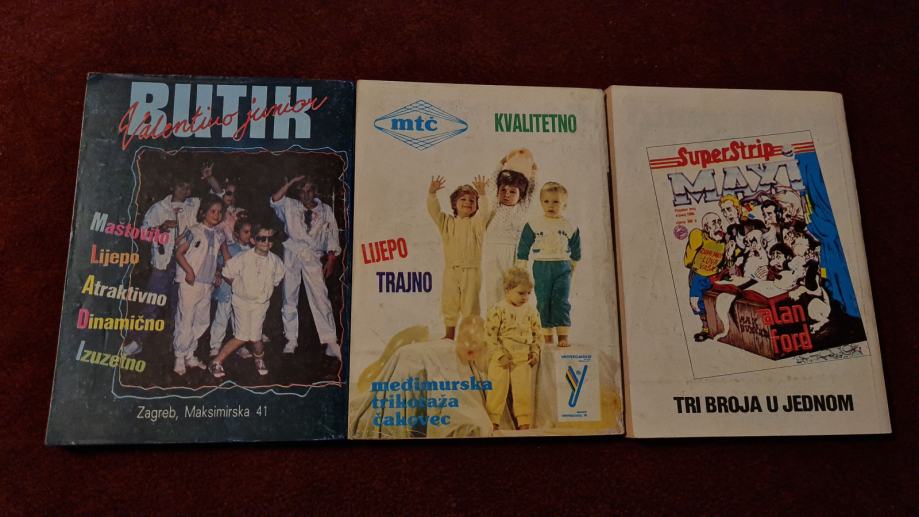 BUTIK
Valentino junior
Maštovito
Lijepo
Atraktivno
Dinamično
Izuzetno
Zagreb, Maksimirska 41
mtč
KVALITETNO
LIJEPO
TRAJNO
međimurska
trikotaža
čakovec
SuperStrip
MAXI
alan
ford
TRI BROJA U JEDNOM